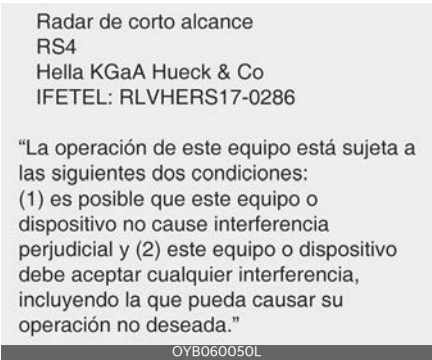 Radar de corto alcance
RS4
Hella KGaA Hueck & Co
IFETEL: RLVHERS17-0286
“La operación de este equipo está sujeta a
las siguientes dos condiciones:
(1) es posible que este equipo o
dispositivo no cause interferencia
perjudicial y (2) este equipo o dispositivo
debe aceptar cualquier interferencia,
incluyendo la que pueda causar su
operación no deseada.”
OYB060050L